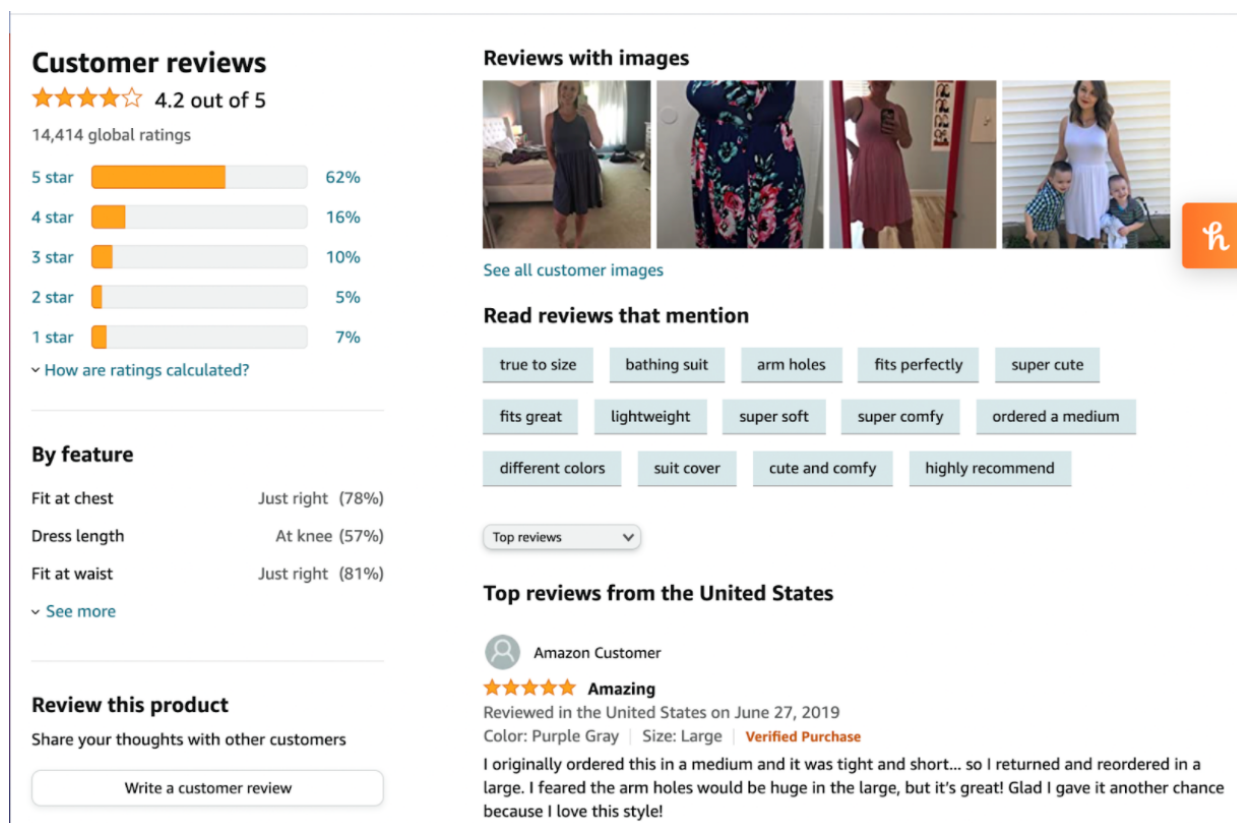 Customer reviews
4.2 out of 5
14,414 global ratings
5 star 62%
4 star 16%
3 star 10%
2 star 5%
1 star 7%
How are ratings calculated?
By feature
Fit at chest Just right (78%)
Dress length At knee (57%)
Fit at waist Just right (81%)
See more
Review this product
Share your thoughts with other customers
Write a customer review
Reviews with images
See all customer images
Read reviews that mention
true to size bathing suit arm holes fits perfectly super cute
fits great lightweight super soft super comfy ordered a medium
different colors suit cover cute and comfy highly recommend
Top reviews
Top reviews from the United States
Amazon Customer
Amazing
Reviewed in the United States on June 27, 2019
Color: Purple Gray | Size: Large | Verified Purchase
I originally ordered this in a medium and it was tight and short... so I returned and reordered in a
large. I feared the arm holes would be huge in the large, but it's great! Glad I gave it another chance
because I love this style!
h